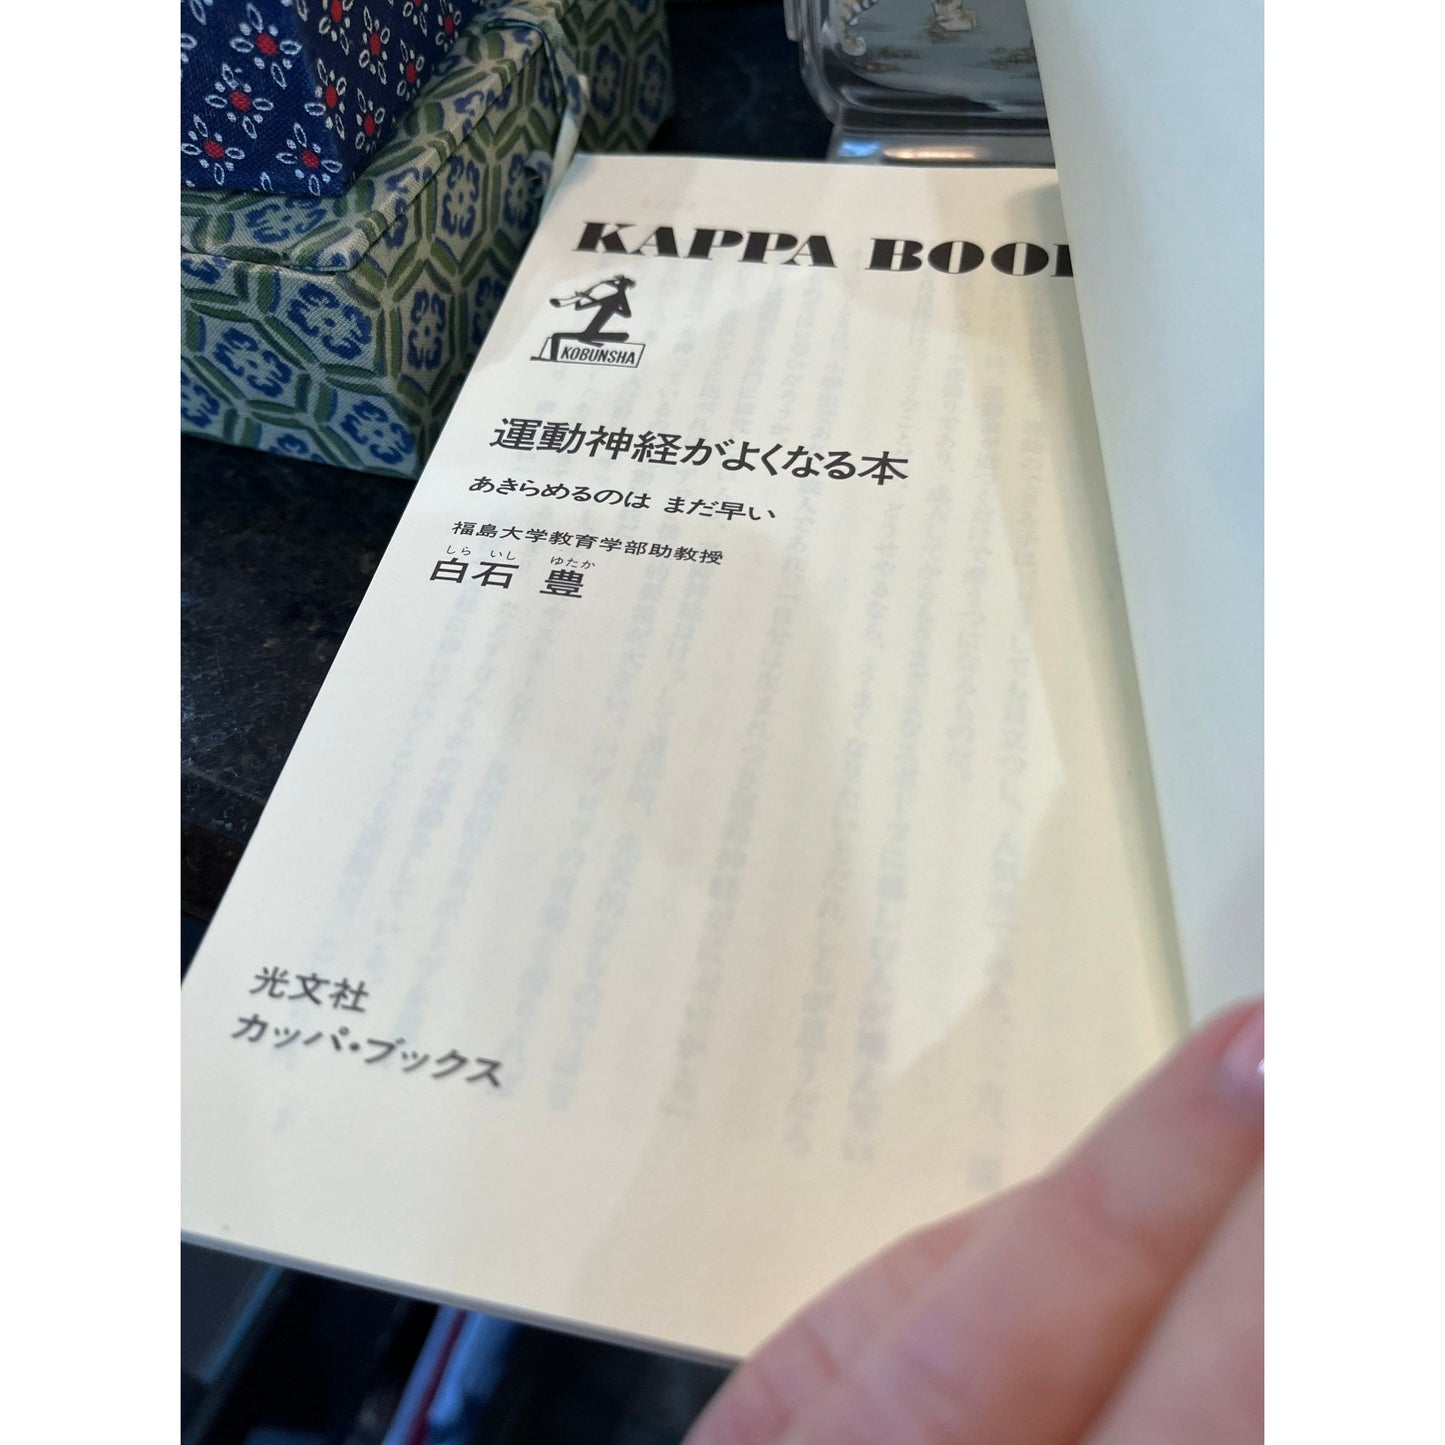 KAPPA BOOK
KOBUNSHA
運動神経がよくなる本
あきらめるのは まだ早い
福島大学教育学部助教授
しら いし ゆたか
白石 豊
光文社
カッパ・ブックス